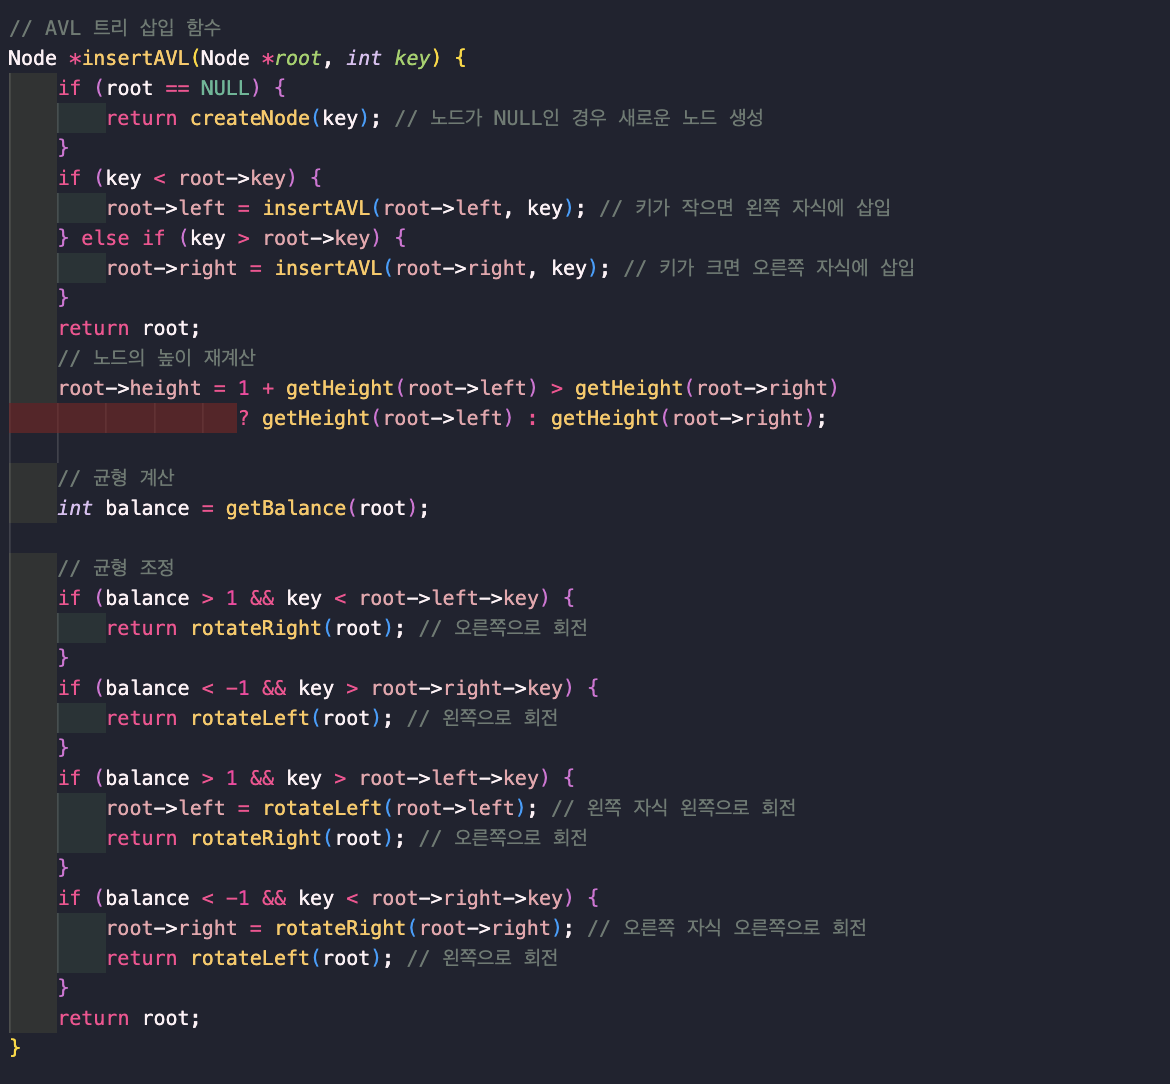 // AVL 트리 삽입 함수
Node *insertAVL(Node *root, int key) {
    if (root == NULL) {
        return createNode(key); // 노드가 NULL인 경우 새로운 노드 생성
    }
    if (key < root->key) {
        root->left = insertAVL(root->left, key); // 키가 작으면 왼쪽 자식에 삽입
    } else if (key > root->key) {
        root->right = insertAVL(root->right, key); // 키가 크면 오른쪽 자식에 삽입
    }
    return root;
    // 노드의 높이 재계산
    root->height = 1 + getHeight(root->left) > getHeight(root->right)
                   ? getHeight(root->left) : getHeight(root->right);

    // 균형 계산
    int balance = getBalance(root);

    // 균형 조정
    if (balance > 1 && key < root->left->key) {
        return rotateRight(root); // 오른쪽으로 회전
    }
    if (balance < -1 && key > root->right->key) {
        return rotateLeft(root); // 왼쪽으로 회전
    }
    if (balance > 1 && key > root->left->key) {
        root->left = rotateLeft(root->left); // 왼쪽 자식 왼쪽으로 회전
        return rotateRight(root); // 오른쪽으로 회전
    }
    if (balance < -1 && key < root->right->key) {
        root->right = rotateRight(root->right); // 오른쪽 자식 오른쪽으로 회전
        return rotateLeft(root); // 왼쪽으로 회전
    }
    return root;
}